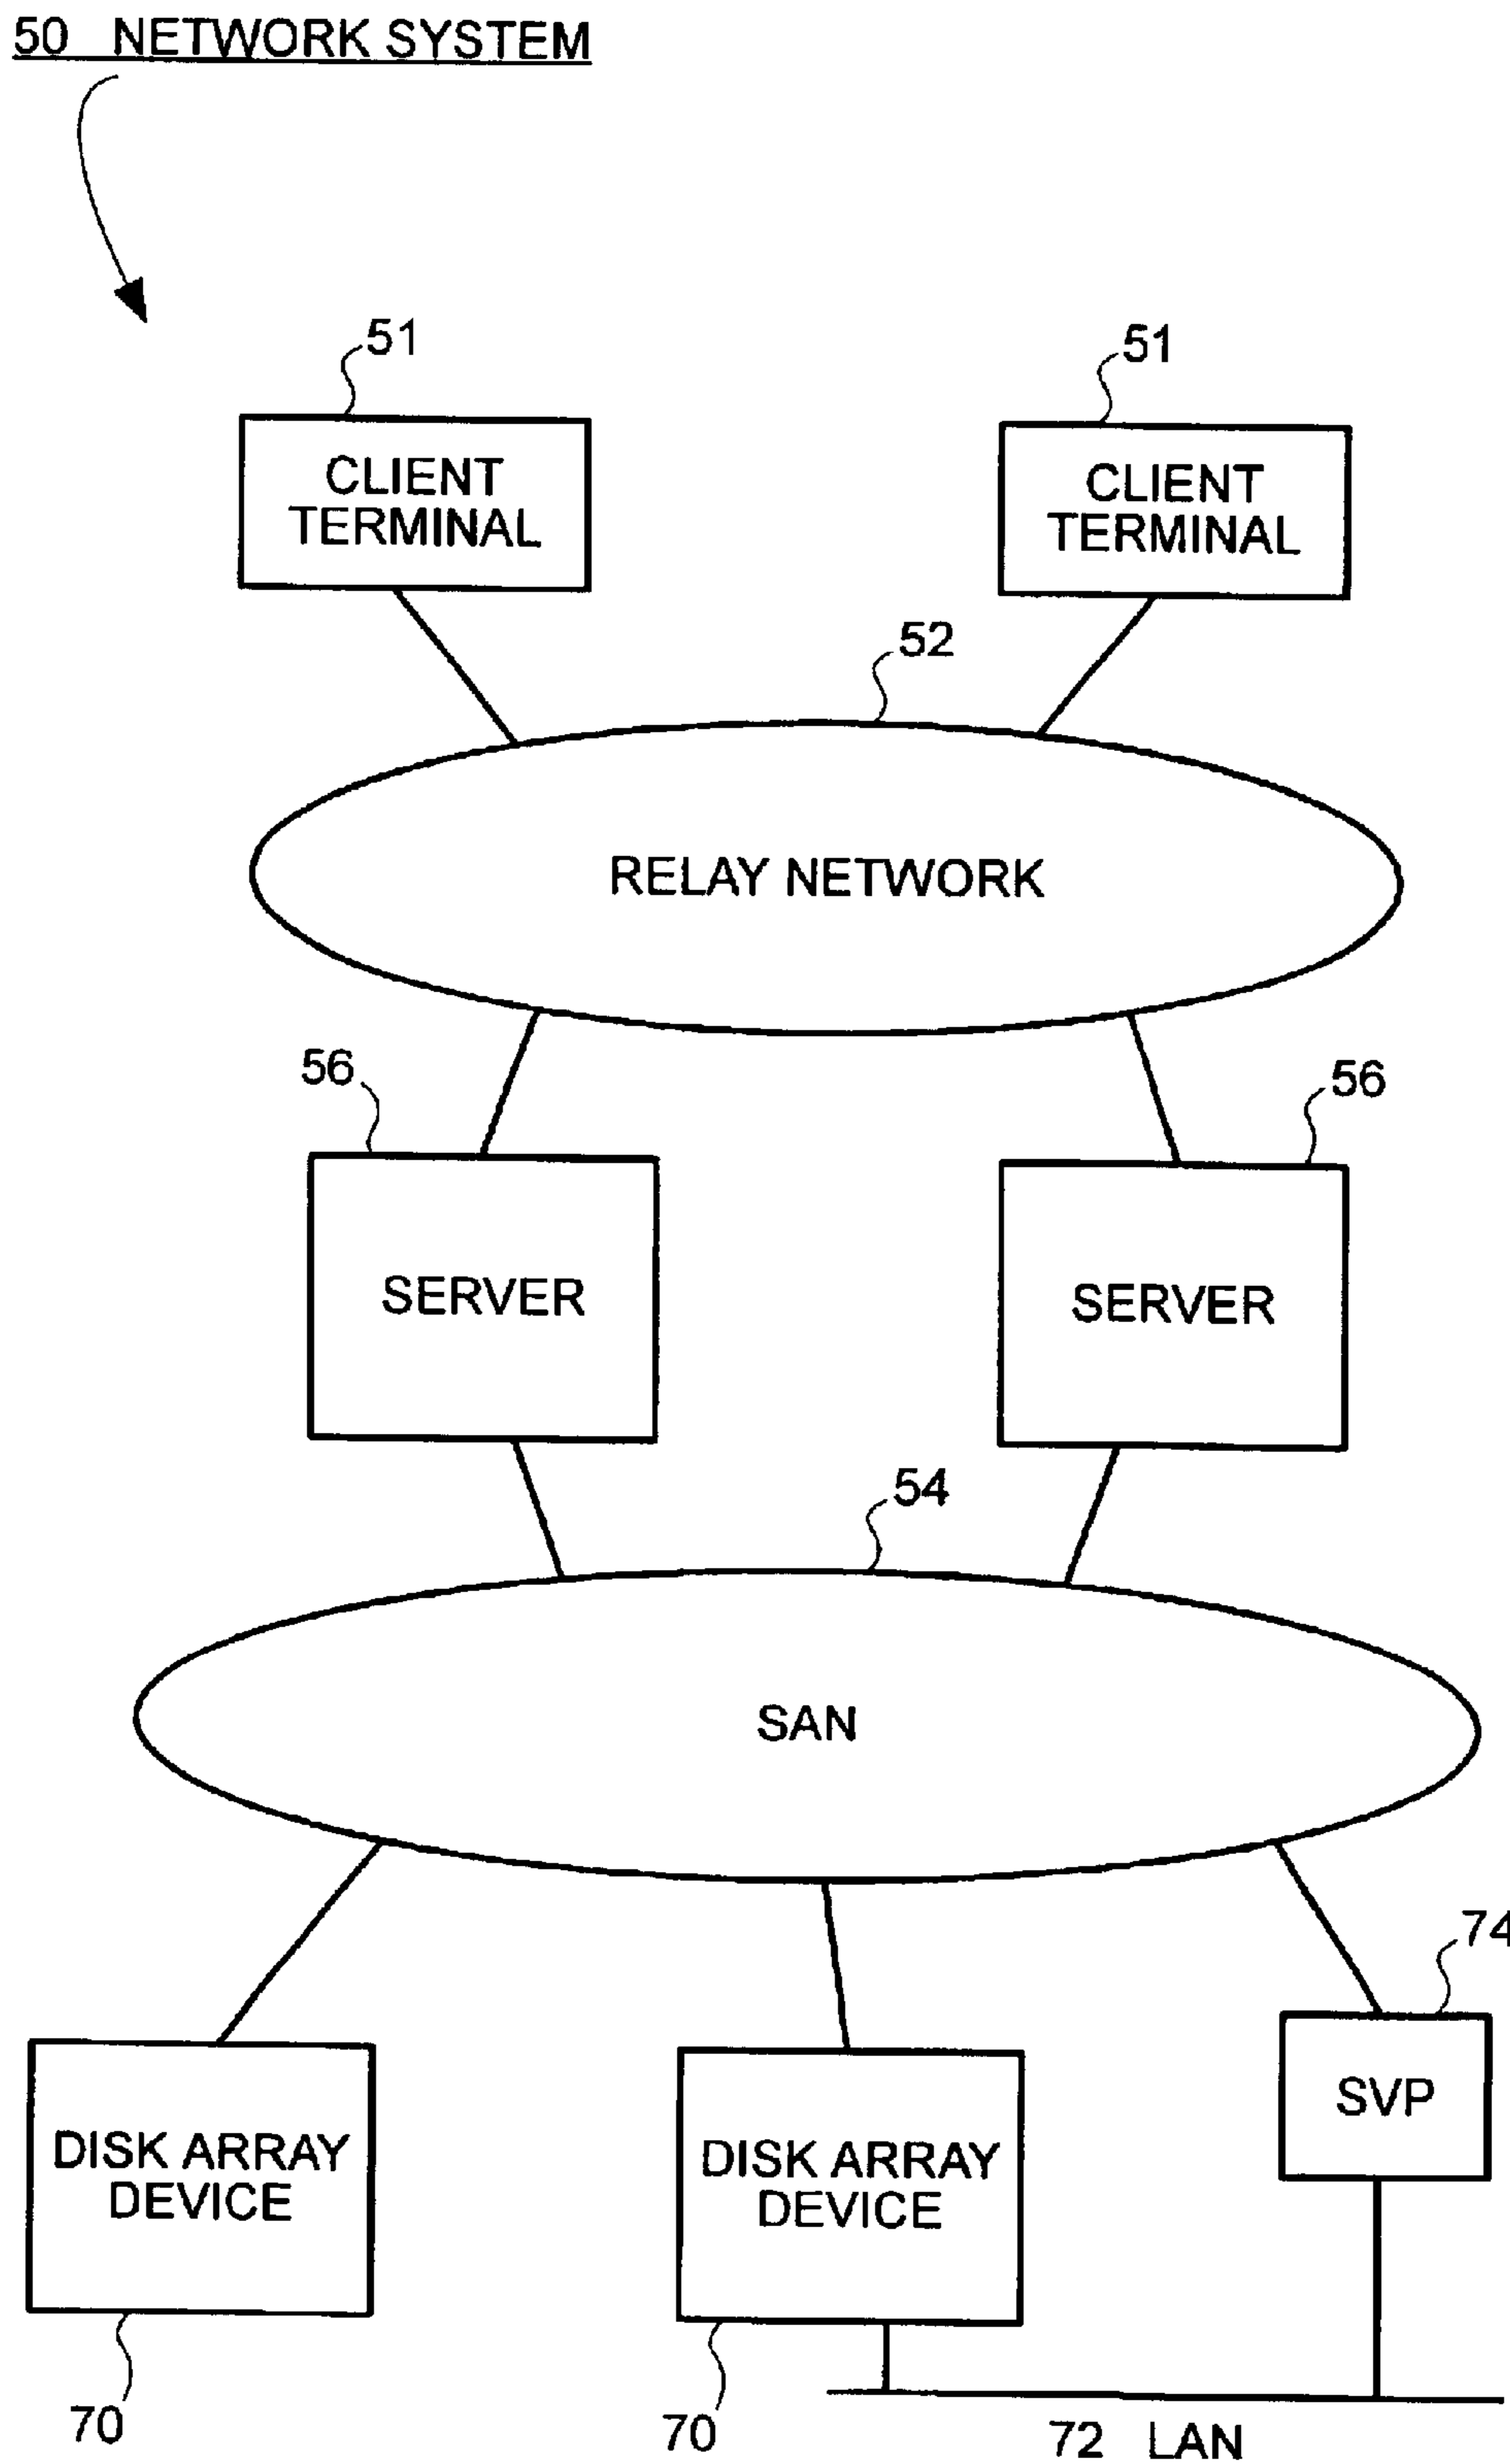 50 NETWORK SYSTEM
51
51
CLIENT
TERMINAL
CLIENT
TERMINAL
52
RELAY NETWORK
56
56
SERVER
SERVER
54
SAN
74
SVP
DISK ARRAY
DEVICE
DISK ARRAY
DEVICE
70
70
72 LAN